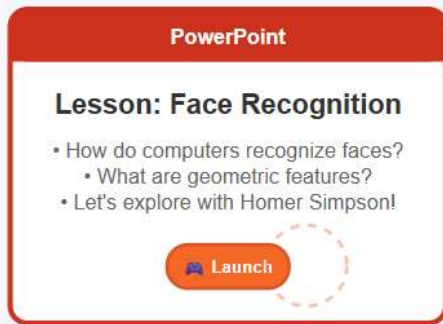 PowerPoint
Lesson: Face Recognition
• How do computers recognize faces?
• What are geometric features?
• Let's explore with Homer Simpson!
🎮 Launch